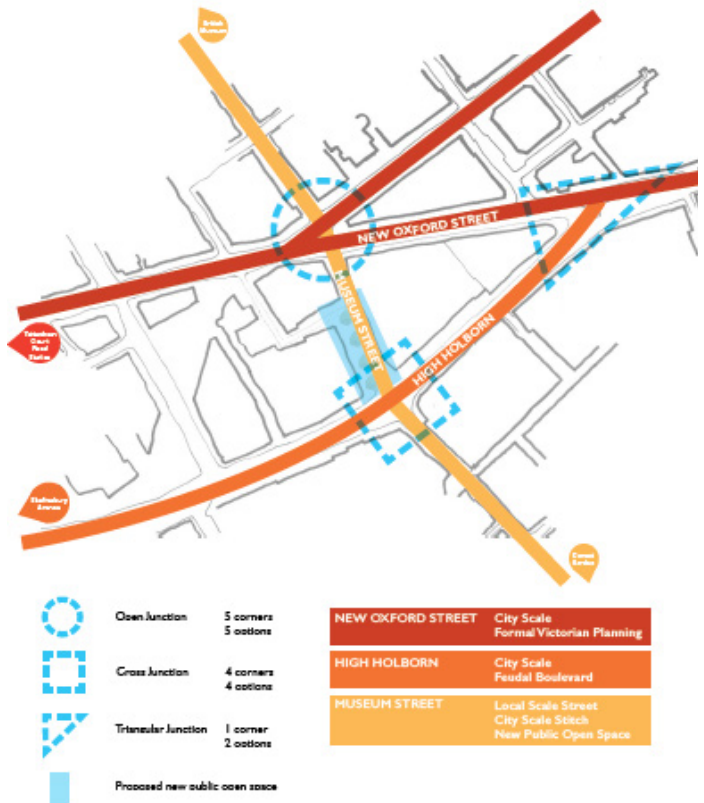 British
Museum
NEW OXFORD STREET
MUSEUM STREET
HIGH HOLBORN
Tottenham
Court
Road
Station
Shaftesbury
Avenue
Covent
Garden
Open Junction 5 corners
5 options
Cross Junction 4 corners
4 options
Triangular Junction 1 corner
2 options
Proposed new public open space
NEW OXFORD STREET City Scale
Formal Victorian Planning
HIGH HOLBORN City Scale
Feudal Boulevard
MUSEUM STREET Local Scale Street
City Scale Stitch
New Public Open Space